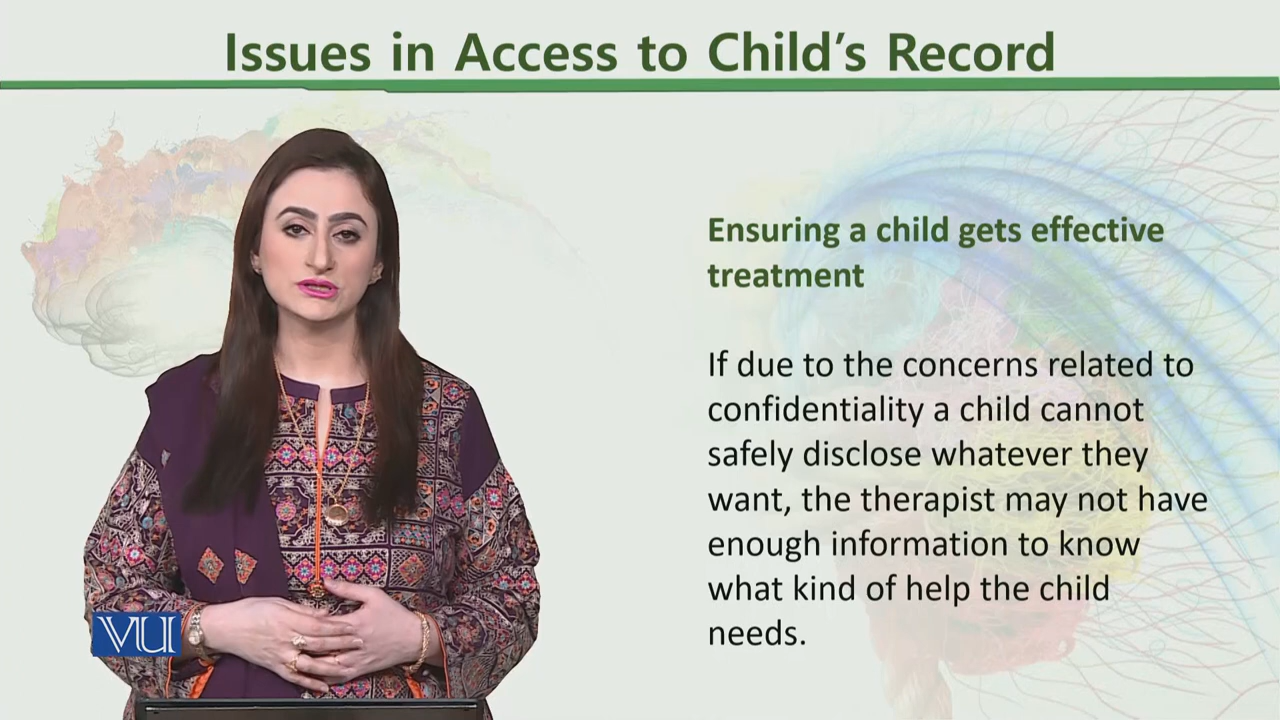 Issues in Access to Child's Record
Ensuring a child gets effective
treatment
If due to the concerns related to
confidentiality a child cannot
safely disclose whatever they
want, the therapist may not have
enough information to know
what kind of help the child
needs.
VU